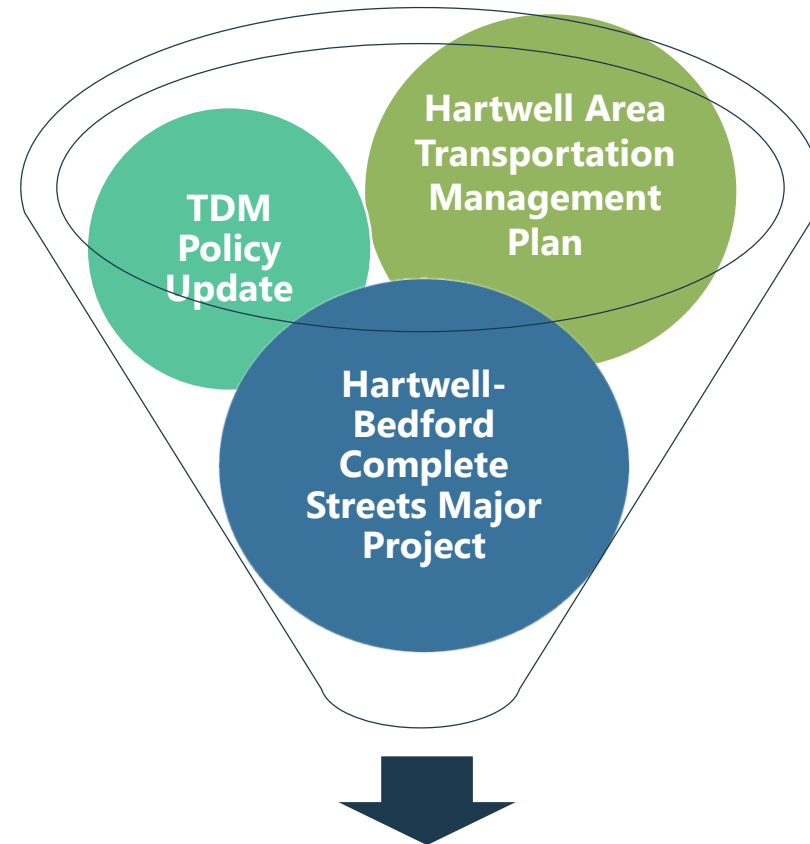 Hartwell Area
Transportation
Management
Plan
TDM
Policy
Update
Hartwell-
Bedford
Complete
Streets Major
Project